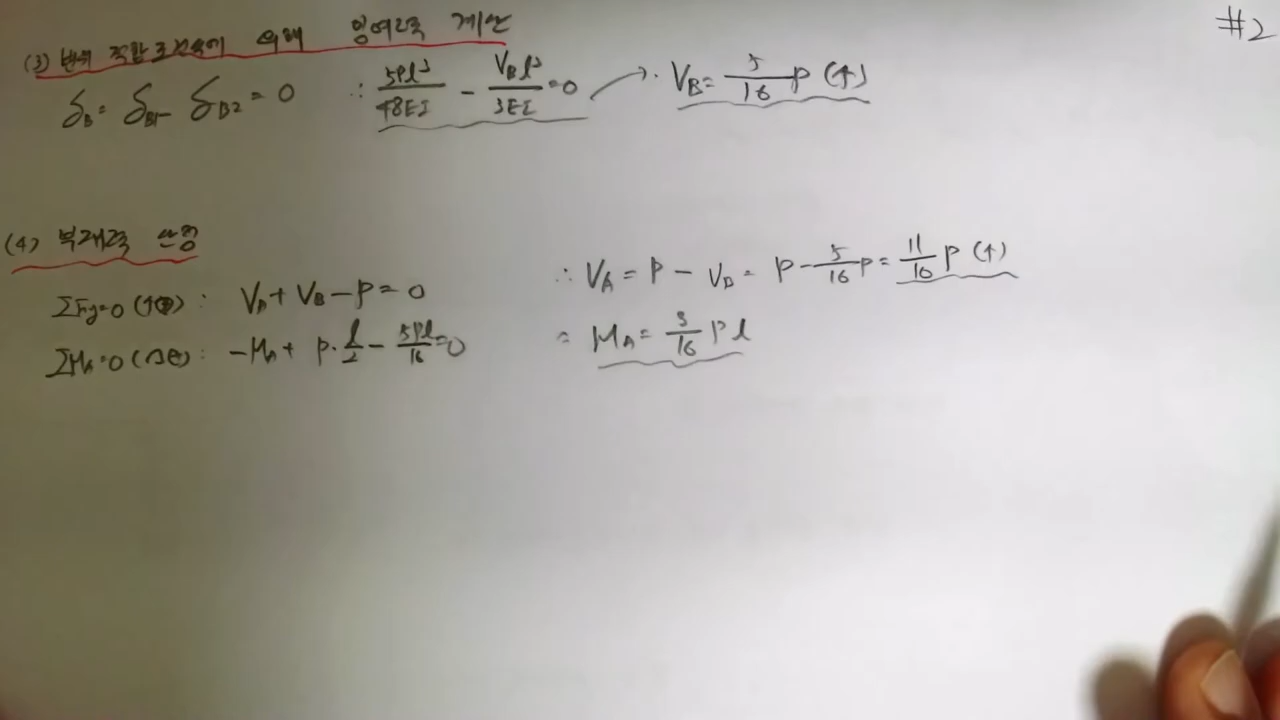 #2
(3) 변위 적합조건식에 의해 잉여력 계산
δB = δB1 - δB2 = 0 ∴ 5Pl³/48EI - VBl³/3EI = 0 → ∴ VB = 5/16 P (↑)
(4) 부재력 산정
ΣFy=0 (↑⊕) : VA + VB - P = 0 ∴ VA = P - VB = P - 5/16 P = 11/16 P (↑)
ΣMA=0 : -MA + P · l/2 - 5Pl/16 = 0 = MA = 3/16 Pl